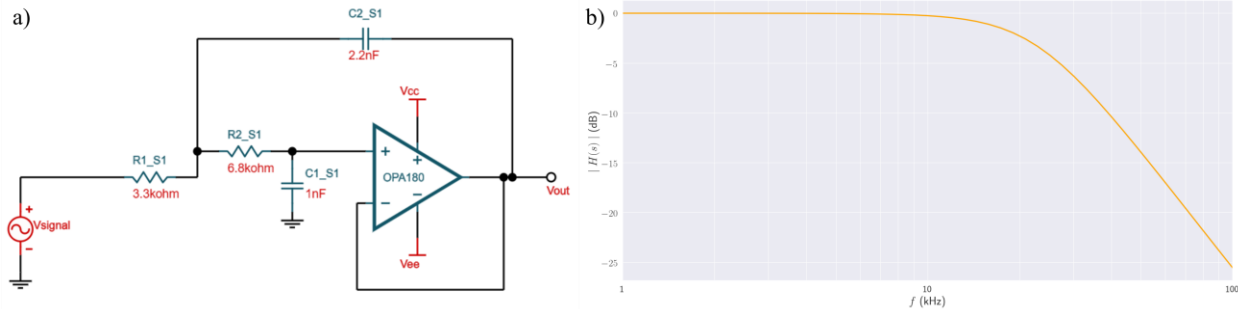 a)
C2_S1
2.2nF
Vcc
R2_S1
6.8kohm
R1_S1
3.3kohm
C1_S1
1nF
+
+
OPA180
−
−
Vout
+
Vsignal
−
Vee
b)
0
−5
−10
−15
−20
−25
| H(s) | (dB)
1
10
100
f (kHz)